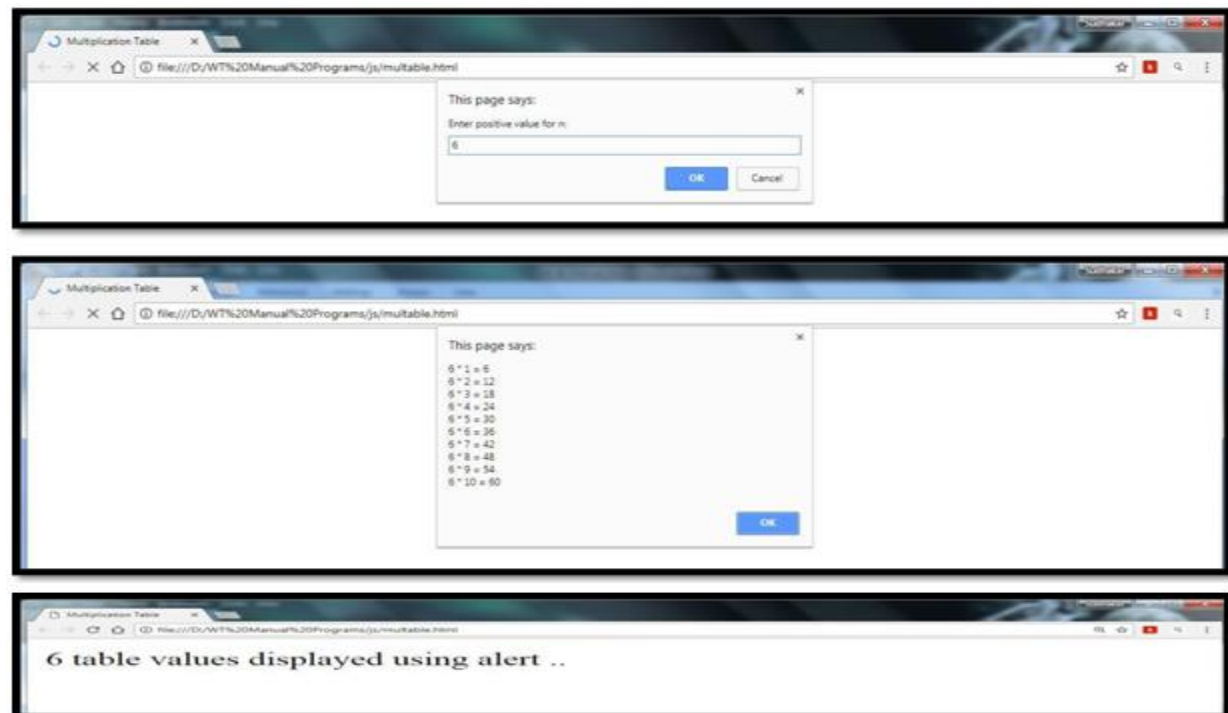 Multiplication Table
file:///D:/WT%20Manual%20Programs/js/multable.html
This page says:
Enter positive value for n:
6
OK Cancel
Multiplication Table
file:///D:/WT%20Manual%20Programs/js/multable.html
This page says:
6 * 1 = 6
6 * 2 = 12
6 * 3 = 18
6 * 4 = 24
6 * 5 = 30
6 * 6 = 36
6 * 7 = 42
6 * 8 = 48
6 * 9 = 54
6 * 10 = 60
OK
Multiplication Table
file:///D:/WT%20Manual%20Programs/js/multable.html
6 table values displayed using alert ..